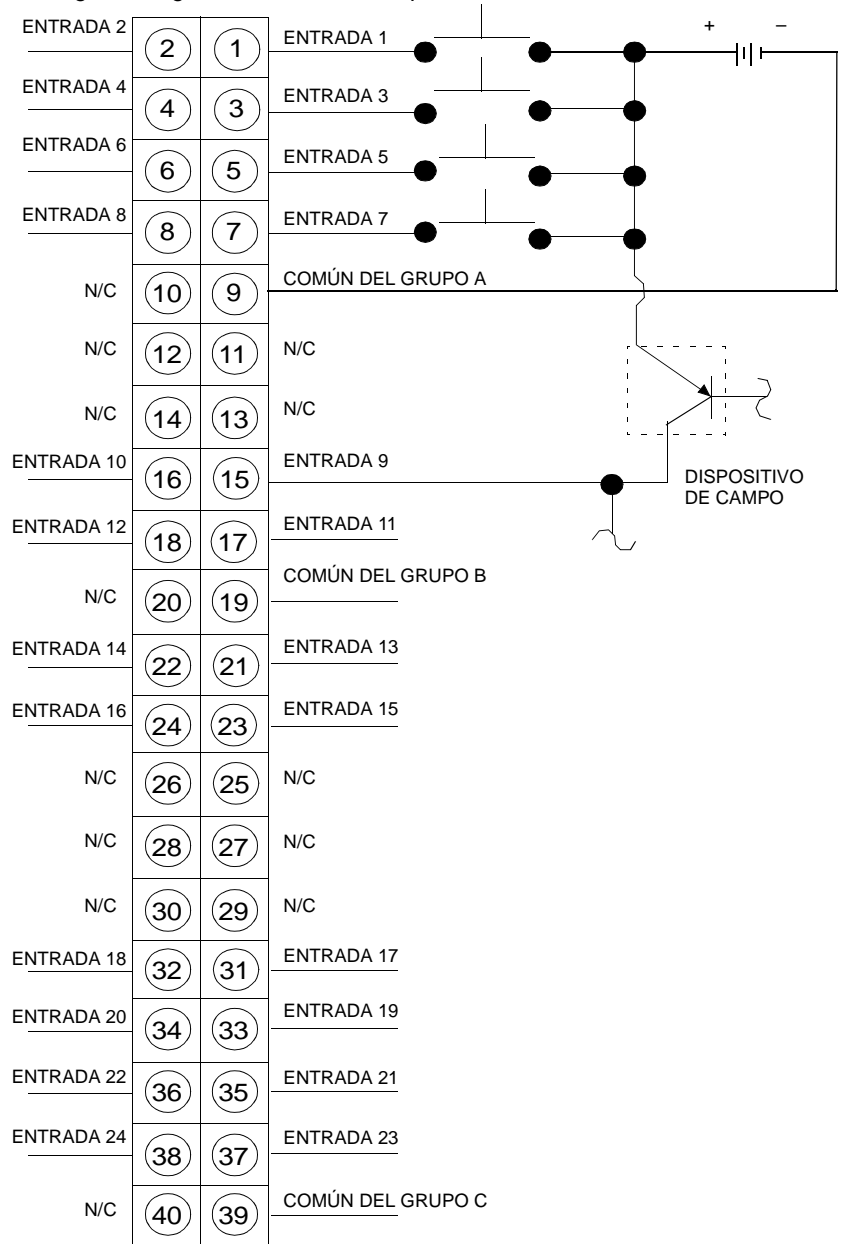 + –
ENTRADA 2 2 1 ENTRADA 1
ENTRADA 4 4 3 ENTRADA 3
ENTRADA 6 6 5 ENTRADA 5
ENTRADA 8 8 7 ENTRADA 7
N/C 10 9 COMÚN DEL GRUPO A
N/C 12 11 N/C
N/C 14 13 N/C
ENTRADA 10 16 15 ENTRADA 9
DISPOSITIVO
DE CAMPO
ENTRADA 12 18 17 ENTRADA 11
N/C 20 19 COMÚN DEL GRUPO B
ENTRADA 14 22 21 ENTRADA 13
ENTRADA 16 24 23 ENTRADA 15
N/C 26 25 N/C
N/C 28 27 N/C
N/C 30 29 N/C
ENTRADA 18 32 31 ENTRADA 17
ENTRADA 20 34 33 ENTRADA 19
ENTRADA 22 36 35 ENTRADA 21
ENTRADA 24 38 37 ENTRADA 23
N/C 40 39 COMÚN DEL GRUPO C